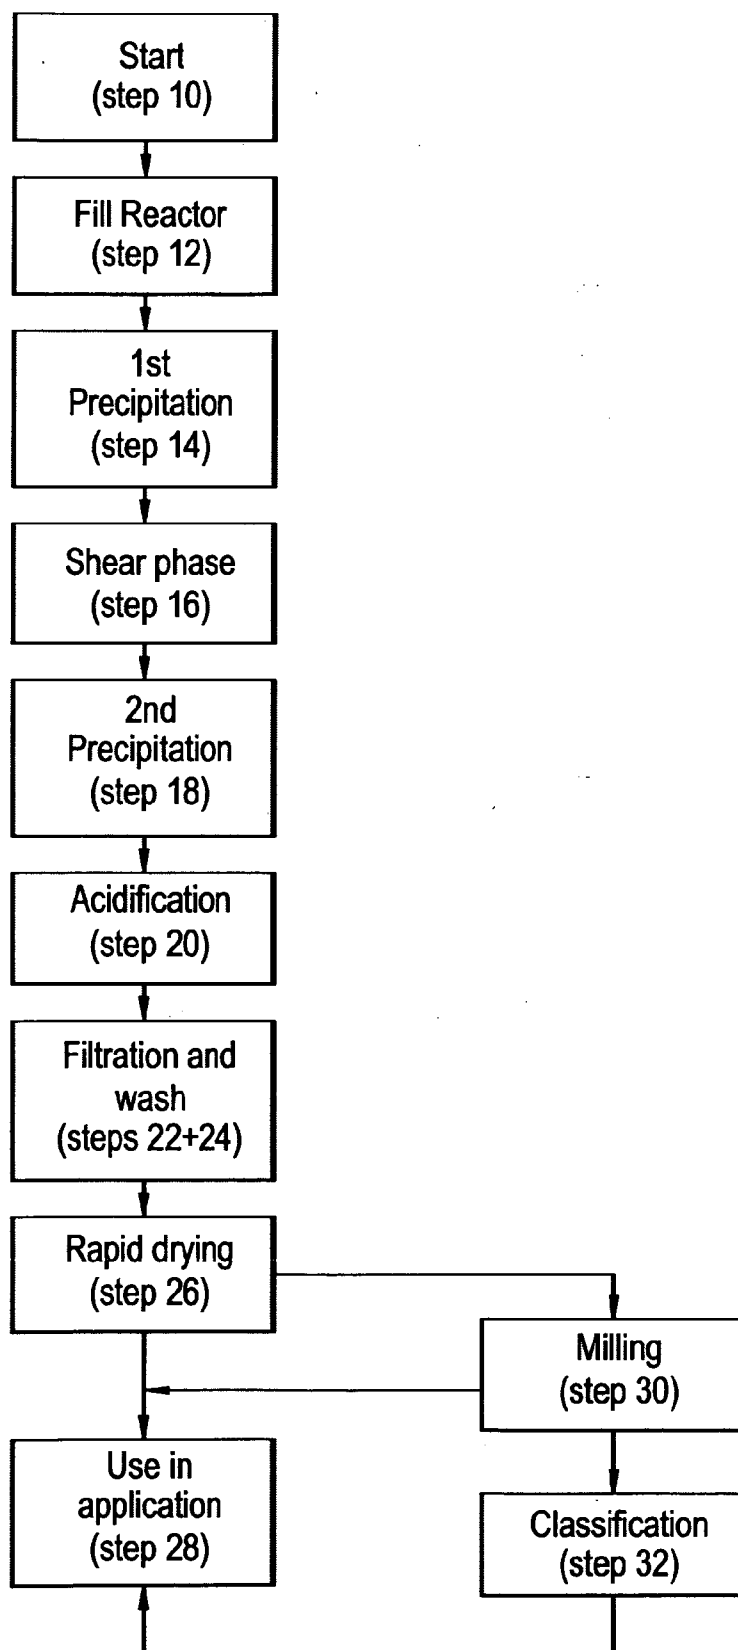 Start
(step 10)
Fill Reactor
(step 12)
1st
Precipitation
(step 14)
Shear phase
(step 16)
2nd
Precipitation
(step 18)
Acidification
(step 20)
Filtration and
wash
(steps 22+24)
Rapid drying
(step 26)
Milling
(step 30)
Use in
application
(step 28)
Classification
(step 32)